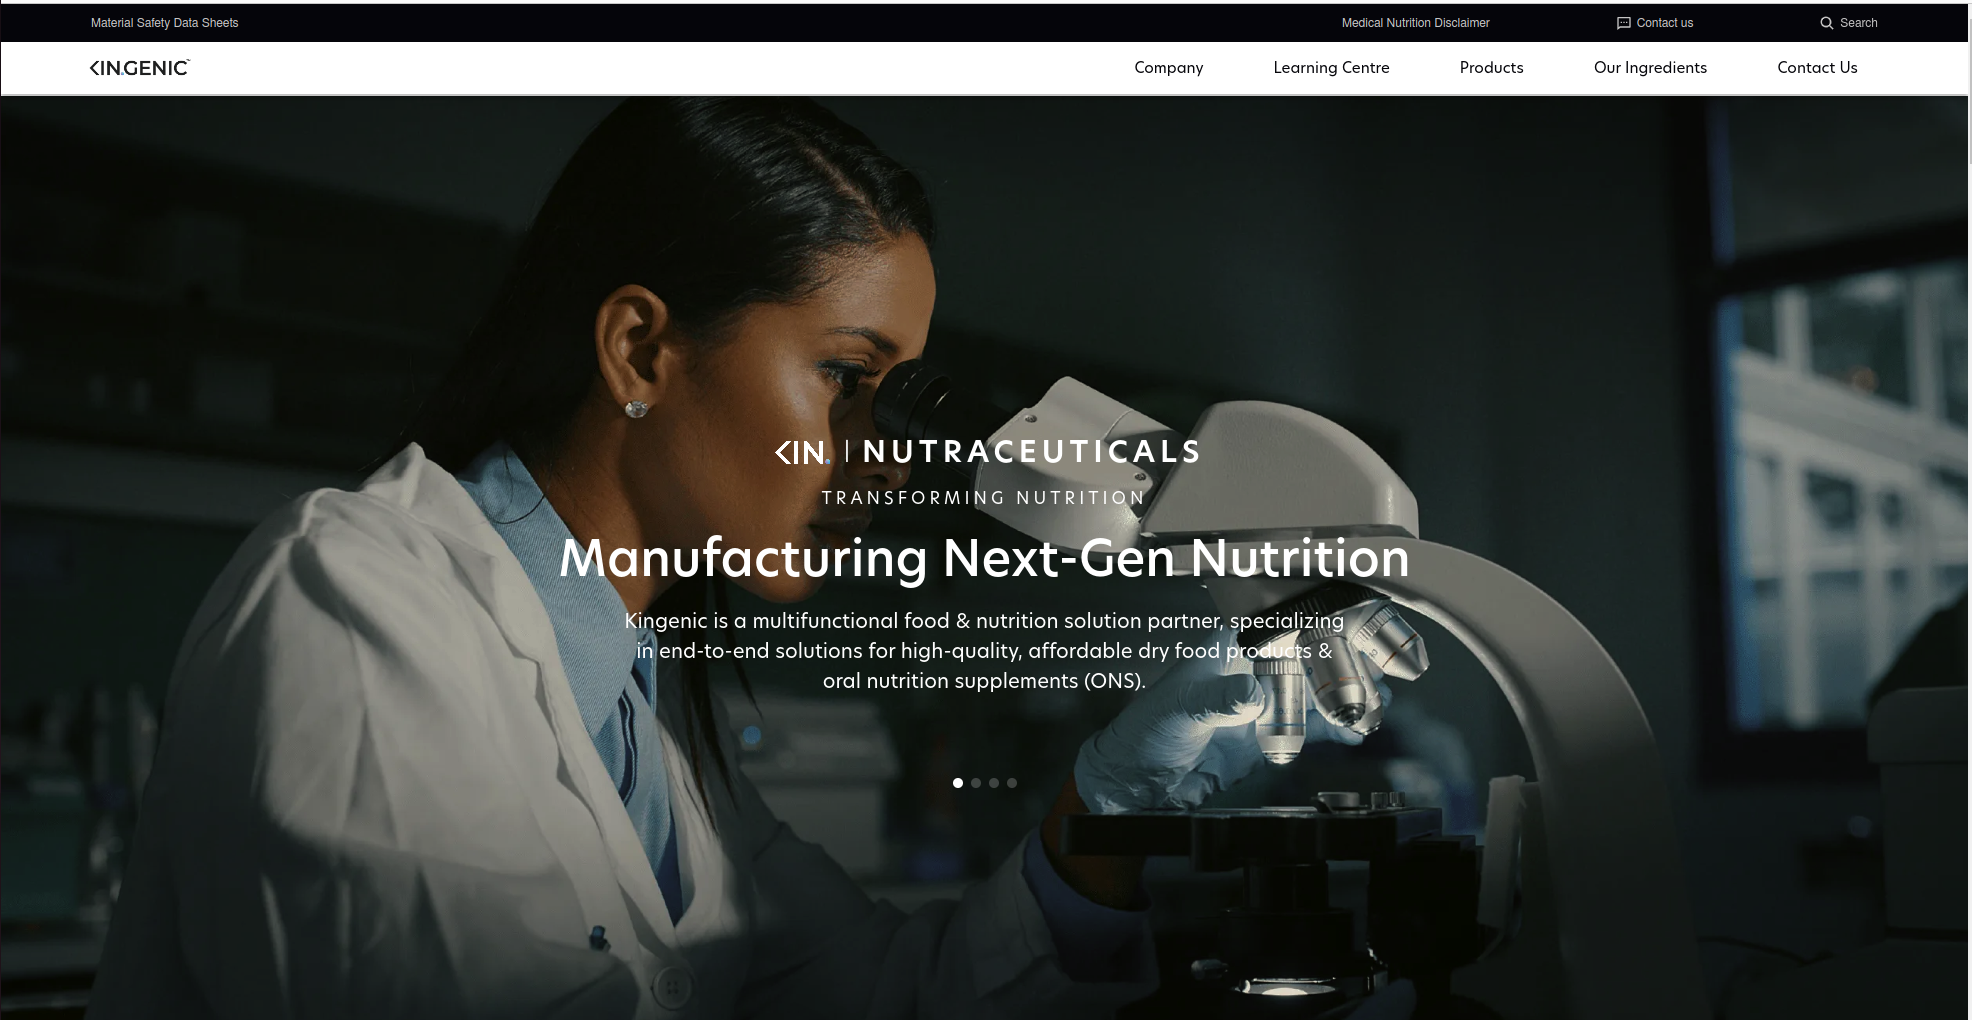 Material Safety Data Sheets
Medical Nutrition Disclaimer
Contact us
Search
KIN.GENIC™
Company
Learning Centre
Products
Our Ingredients
Contact Us
KIN. | NUTRACEUTICALS
TRANSFORMING NUTRITION
Manufacturing Next-Gen Nutrition
Kingenic is a multifunctional food & nutrition solution partner, specializing
in end-to-end solutions for high-quality, affordable dry food products &
oral nutrition supplements (ONS).